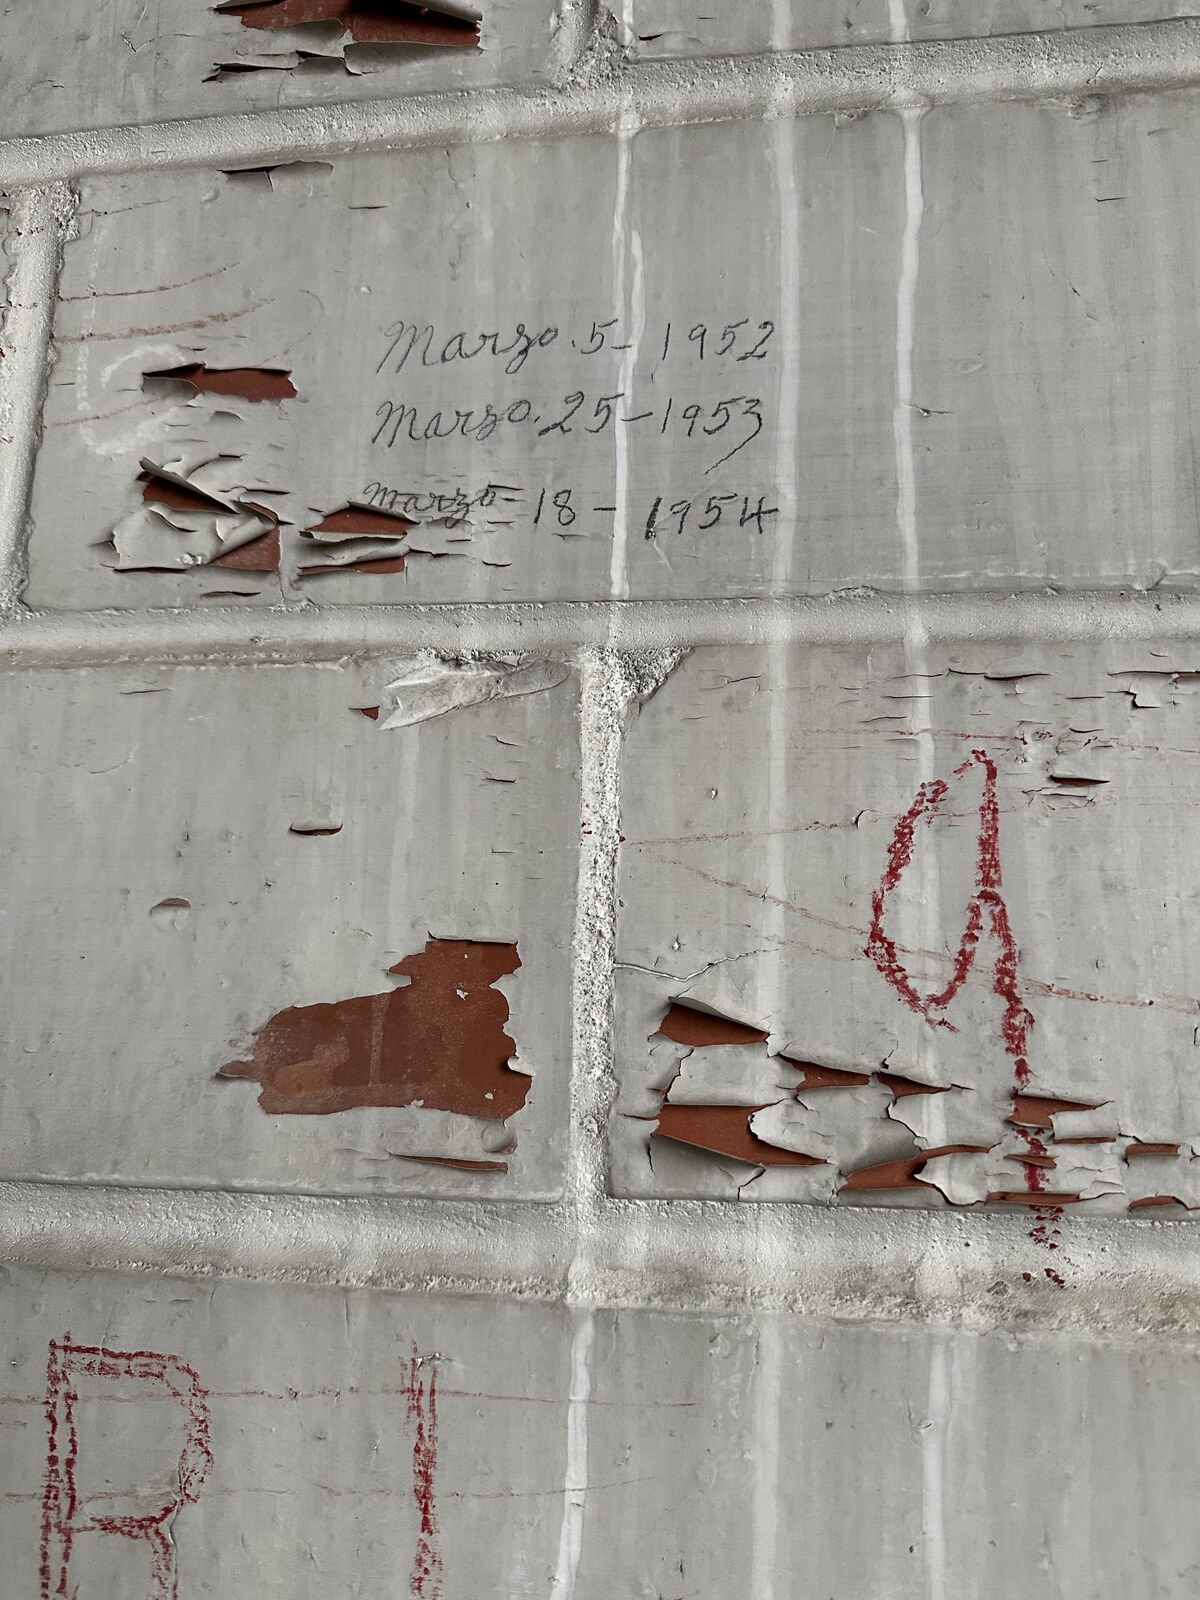 Marzo. 5 - 1952
Marzo. 25 - 1953
Marzo - 18 - 1954
a
R I